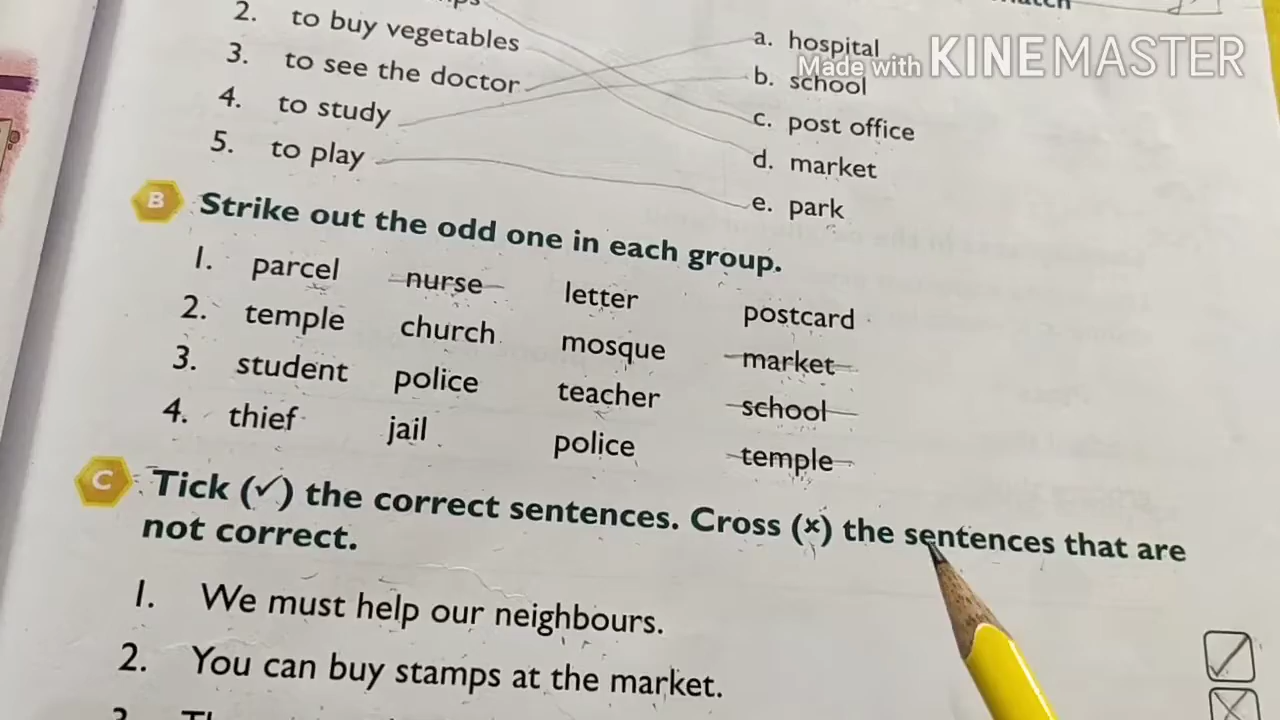 2. to buy vegetables
3. to see the doctor
4. to study
5. to play
a. hospital
b. school
c. post office
d. market
e. park
Made with KINEMASTER
B Strike out the odd one in each group.
1. parcel nurse letter postcard
2. temple church mosque market
3. student police teacher school
4. thief jail police temple
C Tick (✓) the correct sentences. Cross (×) the sentences that are
not correct.
1. We must help our neighbours.
2. You can buy stamps at the market.